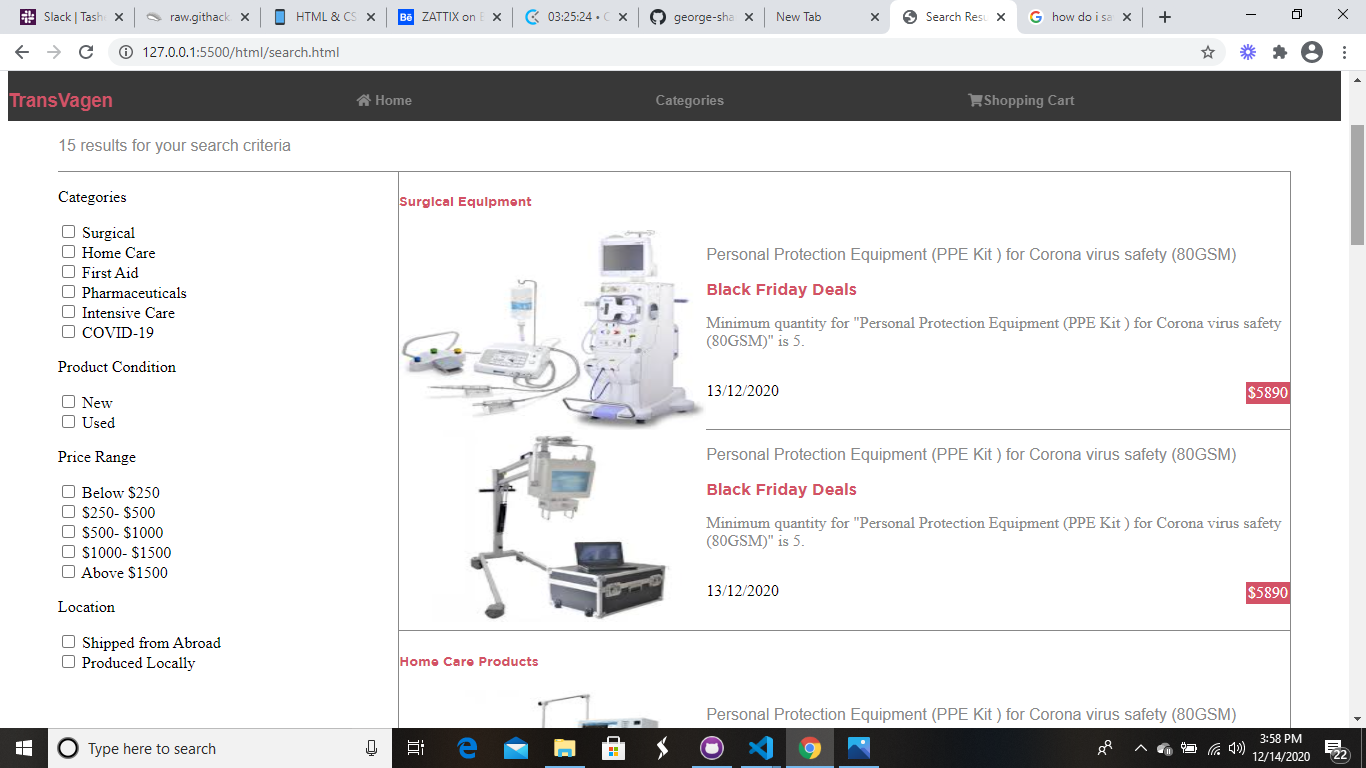 Slack | Tash
raw.githack
HTML & CS
ZATTIX on B
03:25:24 • C
george-sha
New Tab
Search Resu
how do i sa
127.0.0.1:5500/html/search.html
TransVagen
Home
Categories
Shopping Cart
15 results for your search criteria
Categories
Surgical
Home Care
First Aid
Pharmaceuticals
Intensive Care
COVID-19
Product Condition
New
Used
Price Range
Below $250
$250- $500
$500- $1000
$1000- $1500
Above $1500
Location
Shipped from Abroad
Produced Locally
Surgical Equipment
Personal Protection Equipment (PPE Kit ) for Corona virus safety (80GSM)
Black Friday Deals
Minimum quantity for "Personal Protection Equipment (PPE Kit ) for Corona virus safety
(80GSM)" is 5.
13/12/2020
$5890
Personal Protection Equipment (PPE Kit ) for Corona virus safety (80GSM)
Black Friday Deals
Minimum quantity for "Personal Protection Equipment (PPE Kit ) for Corona virus safety
(80GSM)" is 5.
13/12/2020
$5890
Home Care Products
Personal Protection Equipment (PPE Kit ) for Corona virus safety (80GSM)
Type here to search
3:58 PM
12/14/2020
22